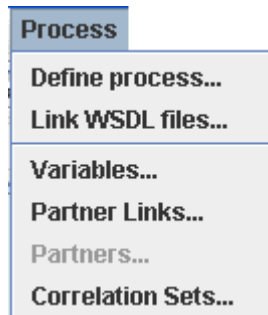 Process
Define process...
Link WSDL files...
Variables...
Partner Links...
Partners...
Correlation Sets...